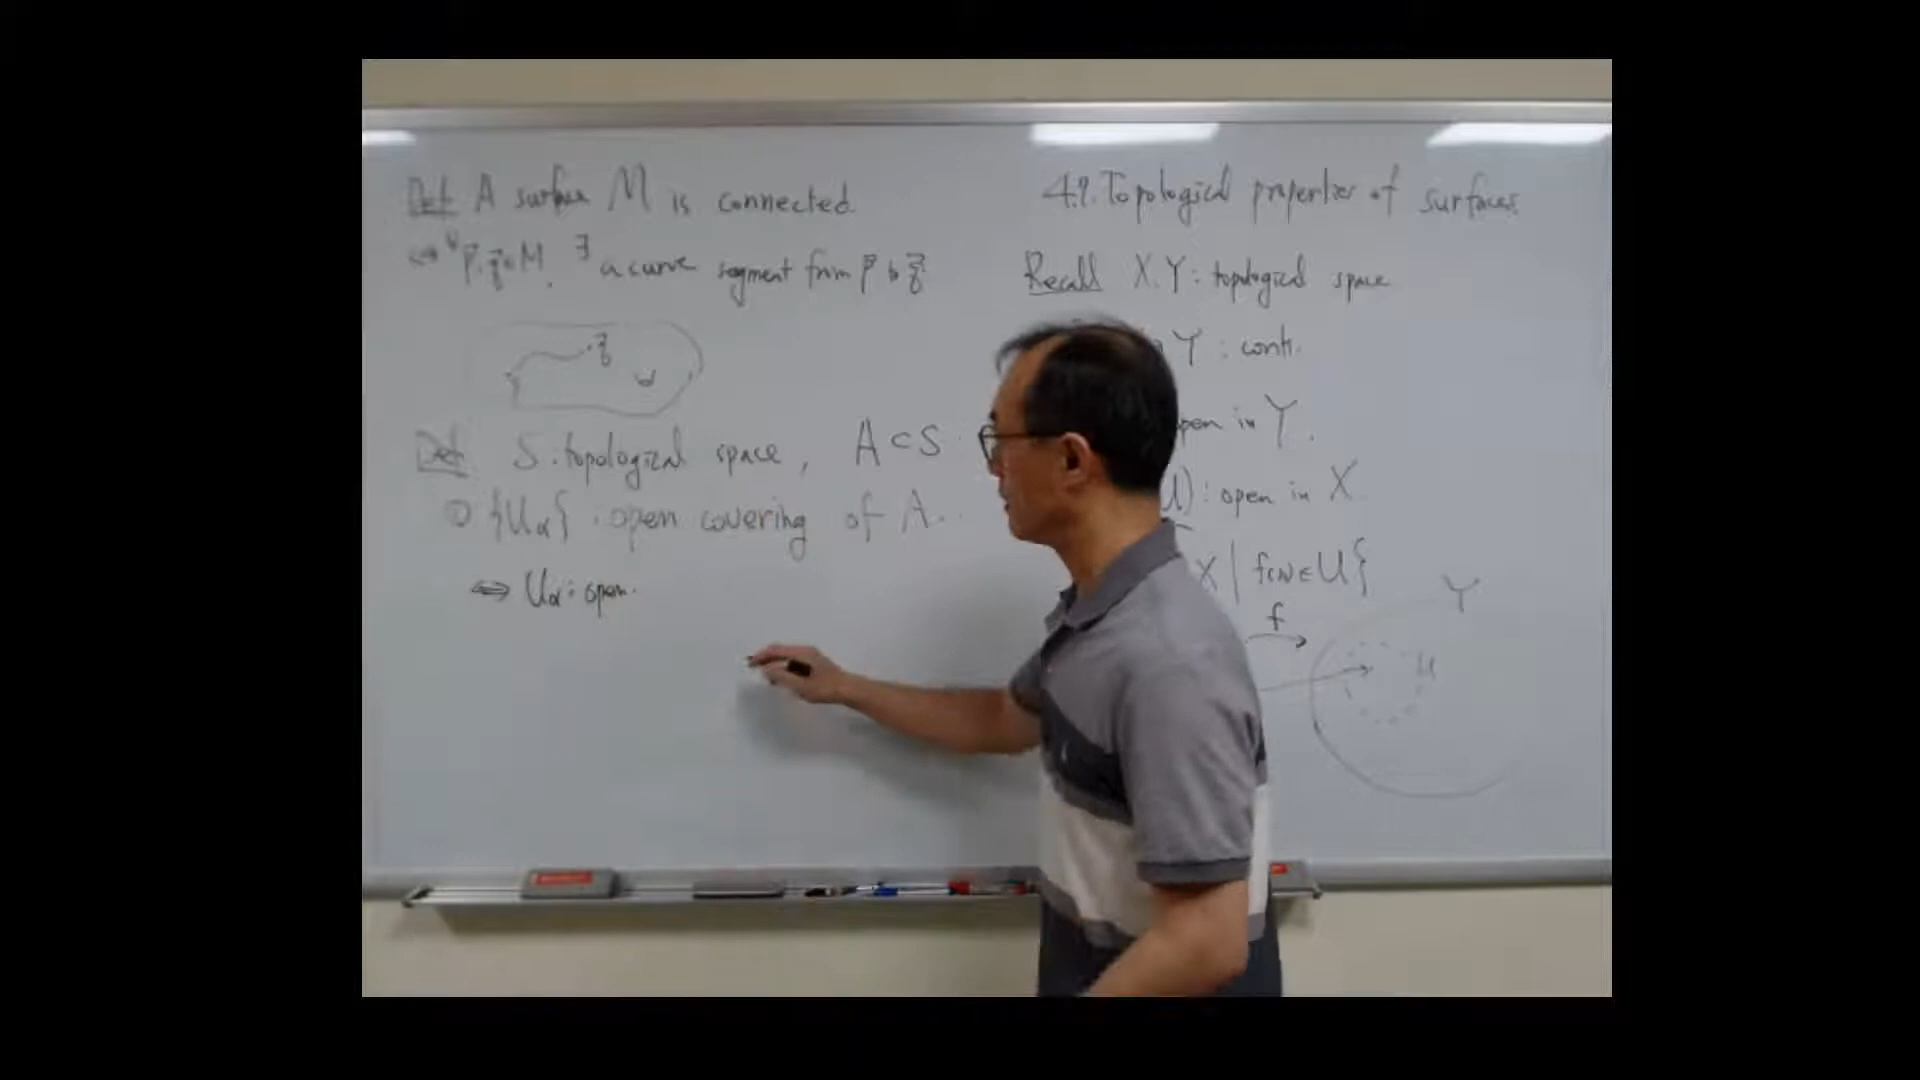 Def A surface M is connected
⇔ ∀p⃗, q⃗ ∈ M, ∃ a curve segment from p⃗ to q⃗
q⃗
Def S : topological space, A ⊂ S
① {Uα} : open covering of A.
⇔ Uα : open.
4.9. Topological properties of surfaces.
Recall X, Y : topological space
Y : conti.
open in Y.
U) : open in X
X | f(x) ∈ U}
f
Y
U